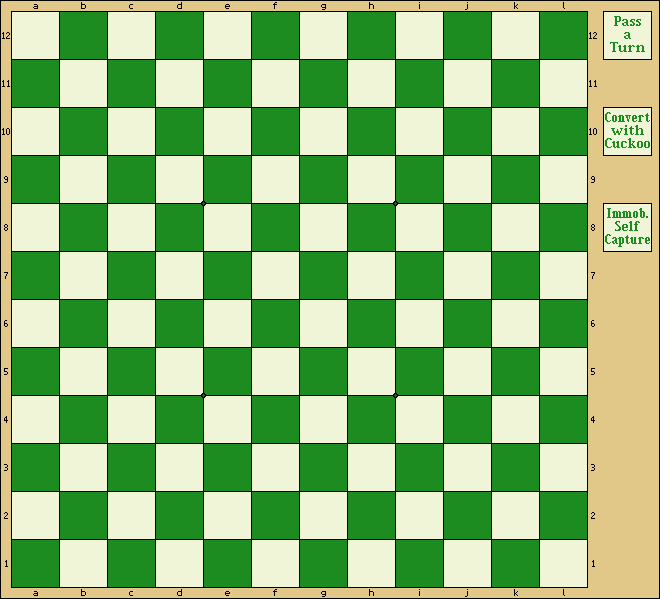 a b c d e f g h i j k l
12 12 Pass
a
Turn
11 11
10 10 Convert
with
Cuckoo
9 9
8 8 Immob.
Self
Capture
7 7
6 6
5 5
4 4
3 3
2 2
1 1
a b c d e f g h i j k l